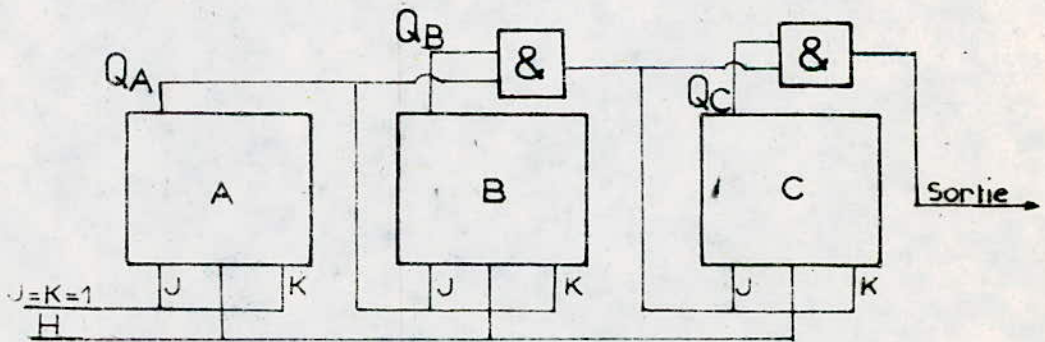 QA QB & QC &
A B C
Sortie
J=K=1 J K J K J K
H